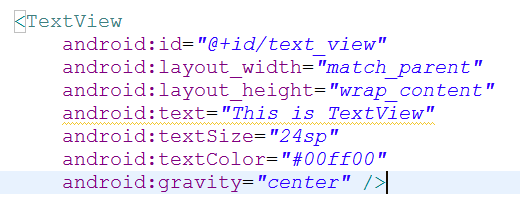 <TextView
android:id="@+id/text_view"
android:layout_width="match_parent"
android:layout_height="wrap_content"
android:text="This is TextView"
android:textSize="24sp"
android:textColor="#00ff00"
android:gravity="center" />